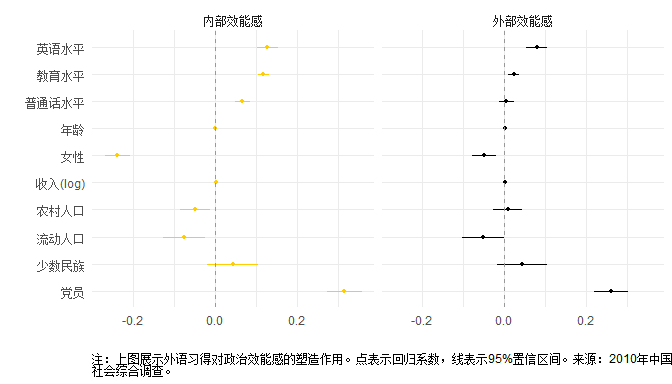 内部效能感
外部效能感
英语水平
教育水平
普通话水平
年龄
女性
收入(log)
农村人口
流动人口
少数民族
党员
-0.2 0.0 0.2
-0.2 0.0 0.2
注：上图展示外语习得对政治效能感的塑造作用。点表示回归系数，线表示95%置信区间。来源：2010年中国
社会综合调查。